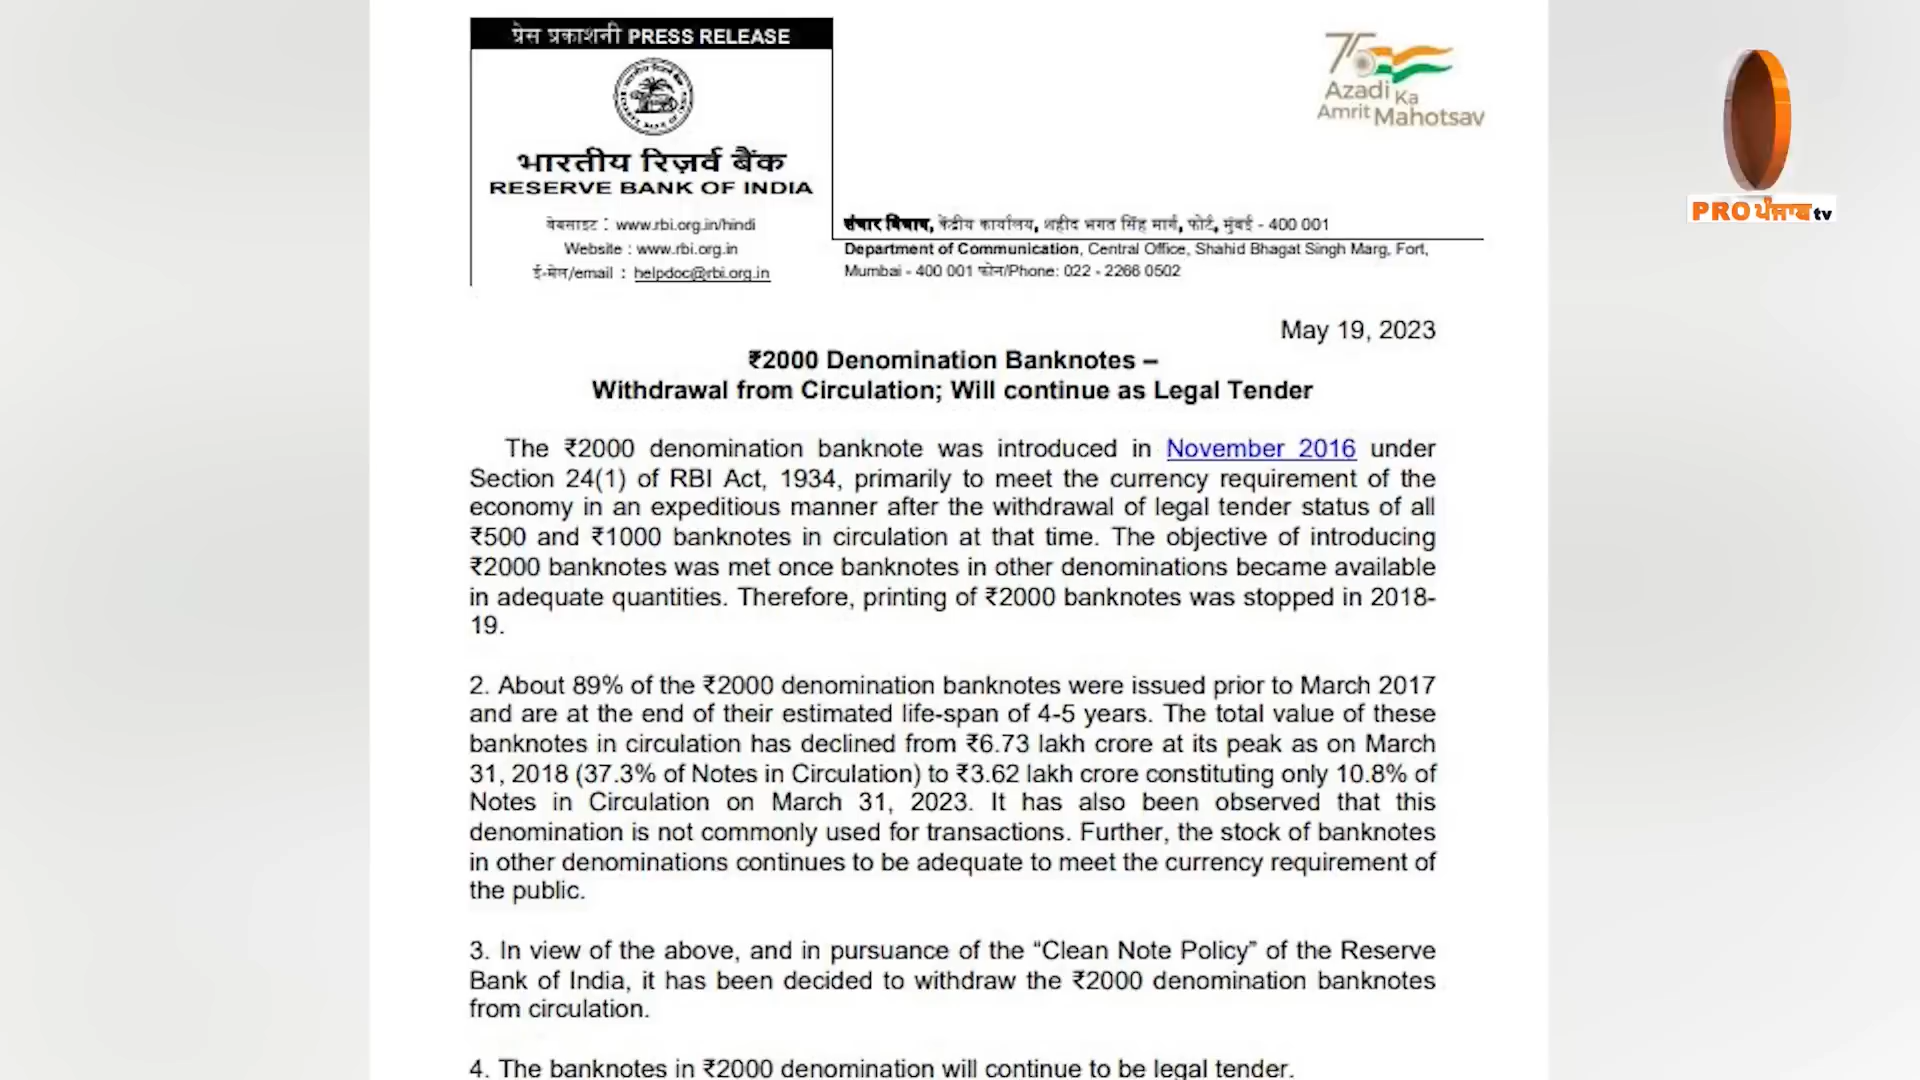 प्रेस प्रकाशनी PRESS RELEASE
भारतीय रिज़र्व बैंक
RESERVE BANK OF INDIA
वेबसाइट : www.rbi.org.in/hindi
Website : www.rbi.org.in
ई-मेल/email : helpdoc@rbi.org.in
75
Azadi Ka
Amrit Mahotsav
PRO ਪੰਜਾਬ tv
संचार विभाग, केंद्रीय कार्यालय, शहीद भगत सिंह मार्ग, फोर्ट, मुंबई - 400 001
Department of Communication, Central Office, Shahid Bhagat Singh Marg, Fort,
Mumbai - 400 001 फोन/Phone: 022 - 2266 0502
May 19, 2023
₹2000 Denomination Banknotes –
Withdrawal from Circulation; Will continue as Legal Tender
The ₹2000 denomination banknote was introduced in November 2016 under
Section 24(1) of RBI Act, 1934, primarily to meet the currency requirement of the
economy in an expeditious manner after the withdrawal of legal tender status of all
₹500 and ₹1000 banknotes in circulation at that time. The objective of introducing
₹2000 banknotes was met once banknotes in other denominations became available
in adequate quantities. Therefore, printing of ₹2000 banknotes was stopped in 2018-
19.
2. About 89% of the ₹2000 denomination banknotes were issued prior to March 2017
and are at the end of their estimated life-span of 4-5 years. The total value of these
banknotes in circulation has declined from ₹6.73 lakh crore at its peak as on March
31, 2018 (37.3% of Notes in Circulation) to ₹3.62 lakh crore constituting only 10.8% of
Notes in Circulation on March 31, 2023. It has also been observed that this
denomination is not commonly used for transactions. Further, the stock of banknotes
in other denominations continues to be adequate to meet the currency requirement of
the public.
3. In view of the above, and in pursuance of the “Clean Note Policy” of the Reserve
Bank of India, it has been decided to withdraw the ₹2000 denomination banknotes
from circulation.
4. The banknotes in ₹2000 denomination will continue to be legal tender.